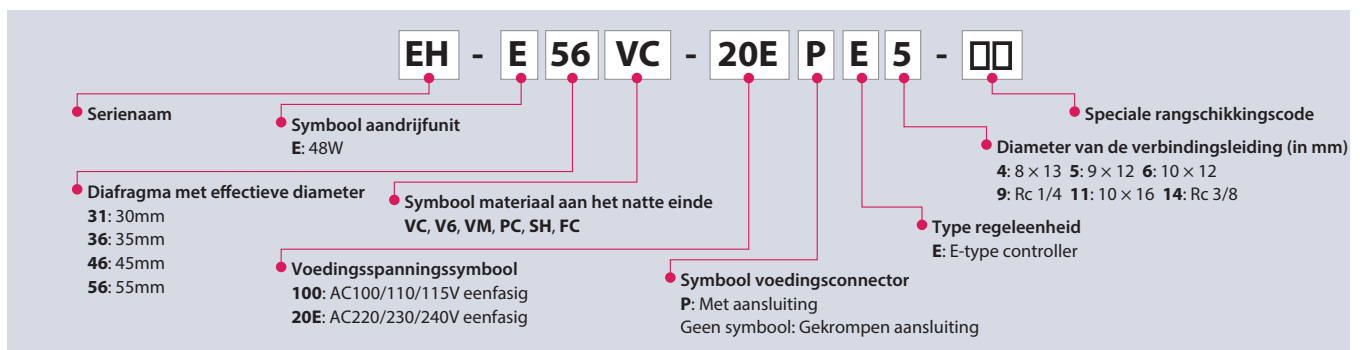 EH - E 56 VC - 20E P E 5 - □□
Serienaam
Symbool aandrijfunit
E: 48W
Diafragma met effectieve diameter
31: 30mm
36: 35mm
46: 45mm
56: 55mm
Symbool materiaal aan het natte einde
VC, V6, VM, PC, SH, FC
Voedingsspanningssymbool
100: AC100/110/115V eenfasig
20E: AC220/230/240V eenfasig
Symbool voedingsconnector
P: Met aansluiting
Geen symbool: Gekrompen aansluiting
Type regeleenheid
E: E-type controller
Diameter van de verbindingsleiding (in mm)
4: 8 × 13 5: 9 × 12 6: 10 × 12
9: Rc 1/4 11: 10 × 16 14: Rc 3/8
Speciale rangschikkingscode